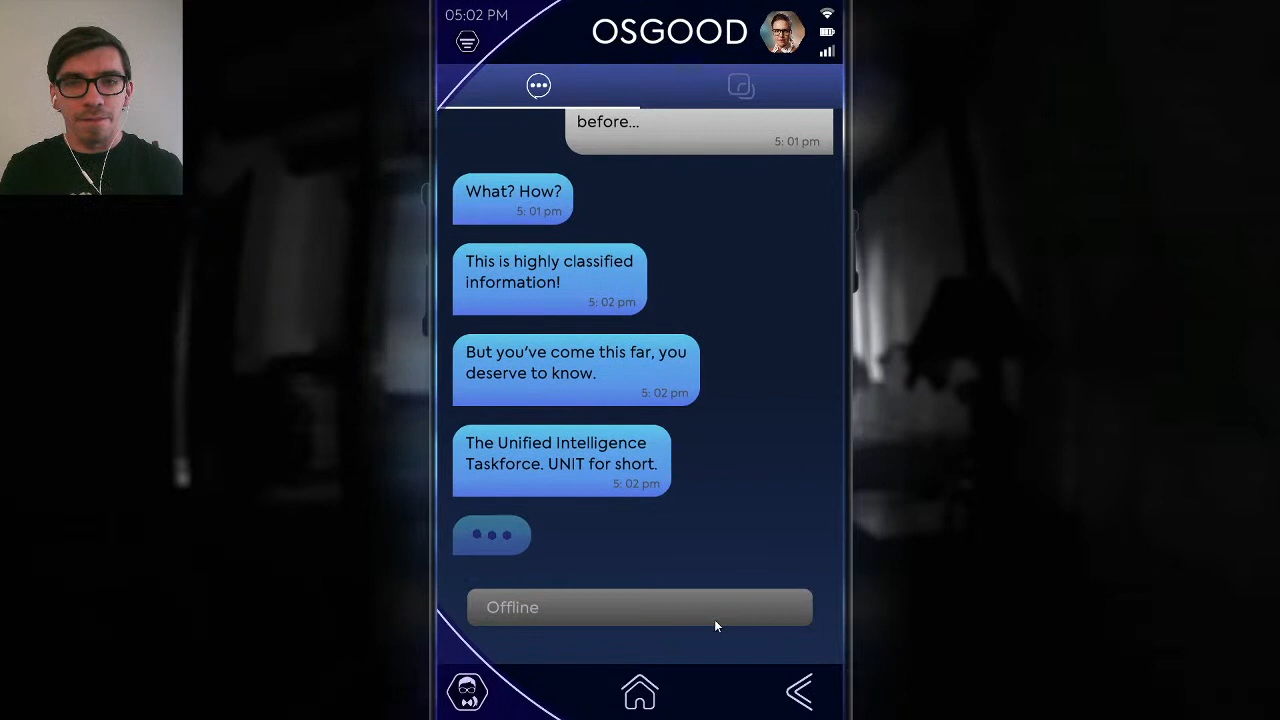 05:02 PM
OSGOOD
before...
5: 01 pm
What? How?
5: 01 pm
This is highly classified
information!
5: 02 pm
But you've come this far, you
deserve to know.
5: 02 pm
The Unified Intelligence
Taskforce. UNIT for short.
5: 02 pm
Offline